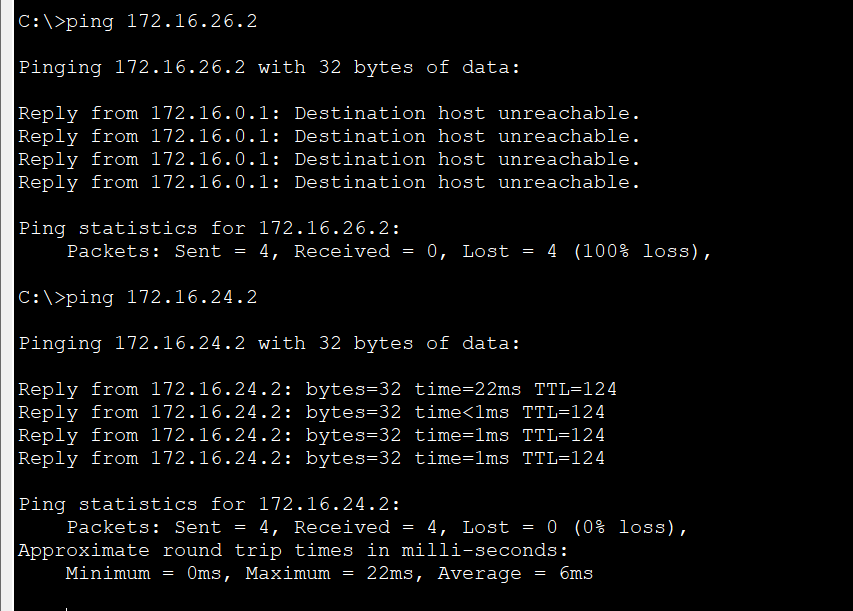 C:\>ping 172.16.26.2
Pinging 172.16.26.2 with 32 bytes of data:
Reply from 172.16.0.1: Destination host unreachable.
Reply from 172.16.0.1: Destination host unreachable.
Reply from 172.16.0.1: Destination host unreachable.
Reply from 172.16.0.1: Destination host unreachable.
Ping statistics for 172.16.26.2:
    Packets: Sent = 4, Received = 0, Lost = 4 (100% loss),
C:\>ping 172.16.24.2
Pinging 172.16.24.2 with 32 bytes of data:
Reply from 172.16.24.2: bytes=32 time=22ms TTL=124
Reply from 172.16.24.2: bytes=32 time<1ms TTL=124
Reply from 172.16.24.2: bytes=32 time=1ms TTL=124
Reply from 172.16.24.2: bytes=32 time=1ms TTL=124
Ping statistics for 172.16.24.2:
    Packets: Sent = 4, Received = 4, Lost = 0 (0% loss),
Approximate round trip times in milli-seconds:
    Minimum = 0ms, Maximum = 22ms, Average = 6ms